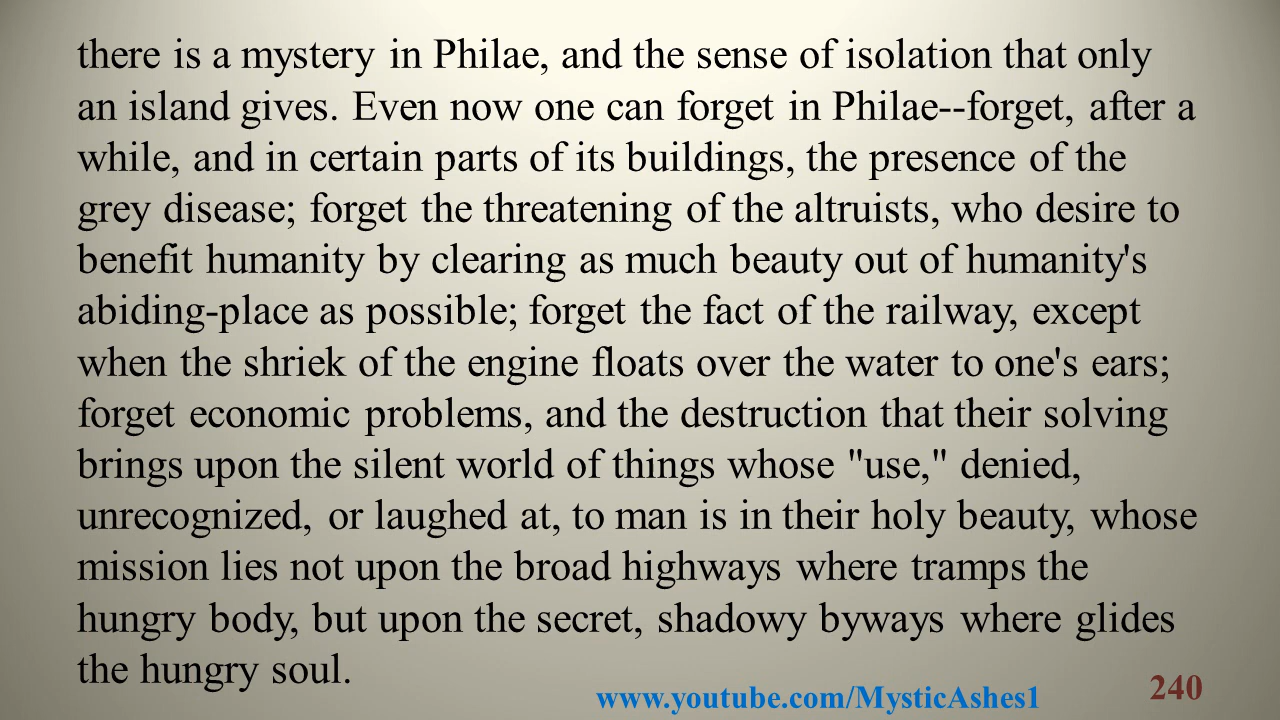 there is a mystery in Philae, and the sense of isolation that only
an island gives. Even now one can forget in Philae--forget, after a
while, and in certain parts of its buildings, the presence of the
grey disease; forget the threatening of the altruists, who desire to
benefit humanity by clearing as much beauty out of humanity's
abiding-place as possible; forget the fact of the railway, except
when the shriek of the engine floats over the water to one's ears;
forget economic problems, and the destruction that their solving
brings upon the silent world of things whose "use," denied,
unrecognized, or laughed at, to man is in their holy beauty, whose
mission lies not upon the broad highways where tramps the
hungry body, but upon the secret, shadowy byways where glides
the hungry soul.
www.youtube.com/MysticAshes1
240